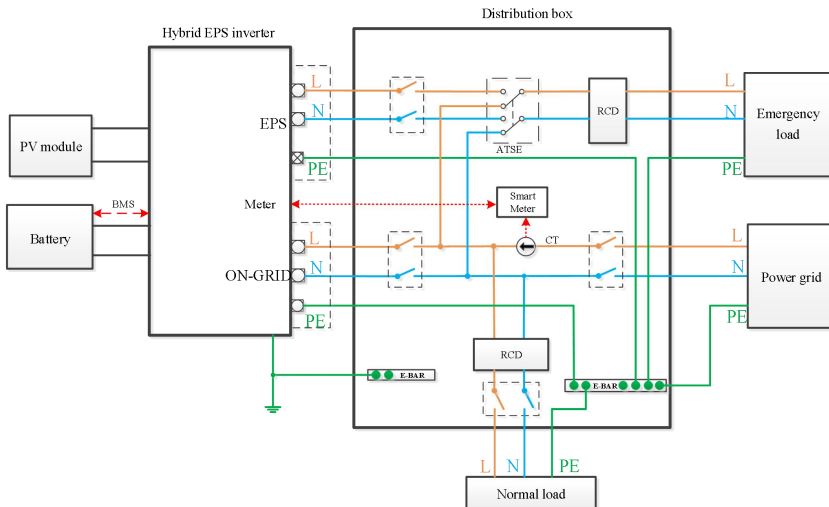 Distribution box
Hybrid EPS inverter
L
N
EPS
PE
ATSE
RCD
L
N
PE
Emergency
load
PV module
BMS
Battery
Meter
Smart
Meter
CT
L
N
ON-GRID
PE
L
N
PE
Power grid
RCD
E-BAR
E-BAR
L
N
PE
Normal load